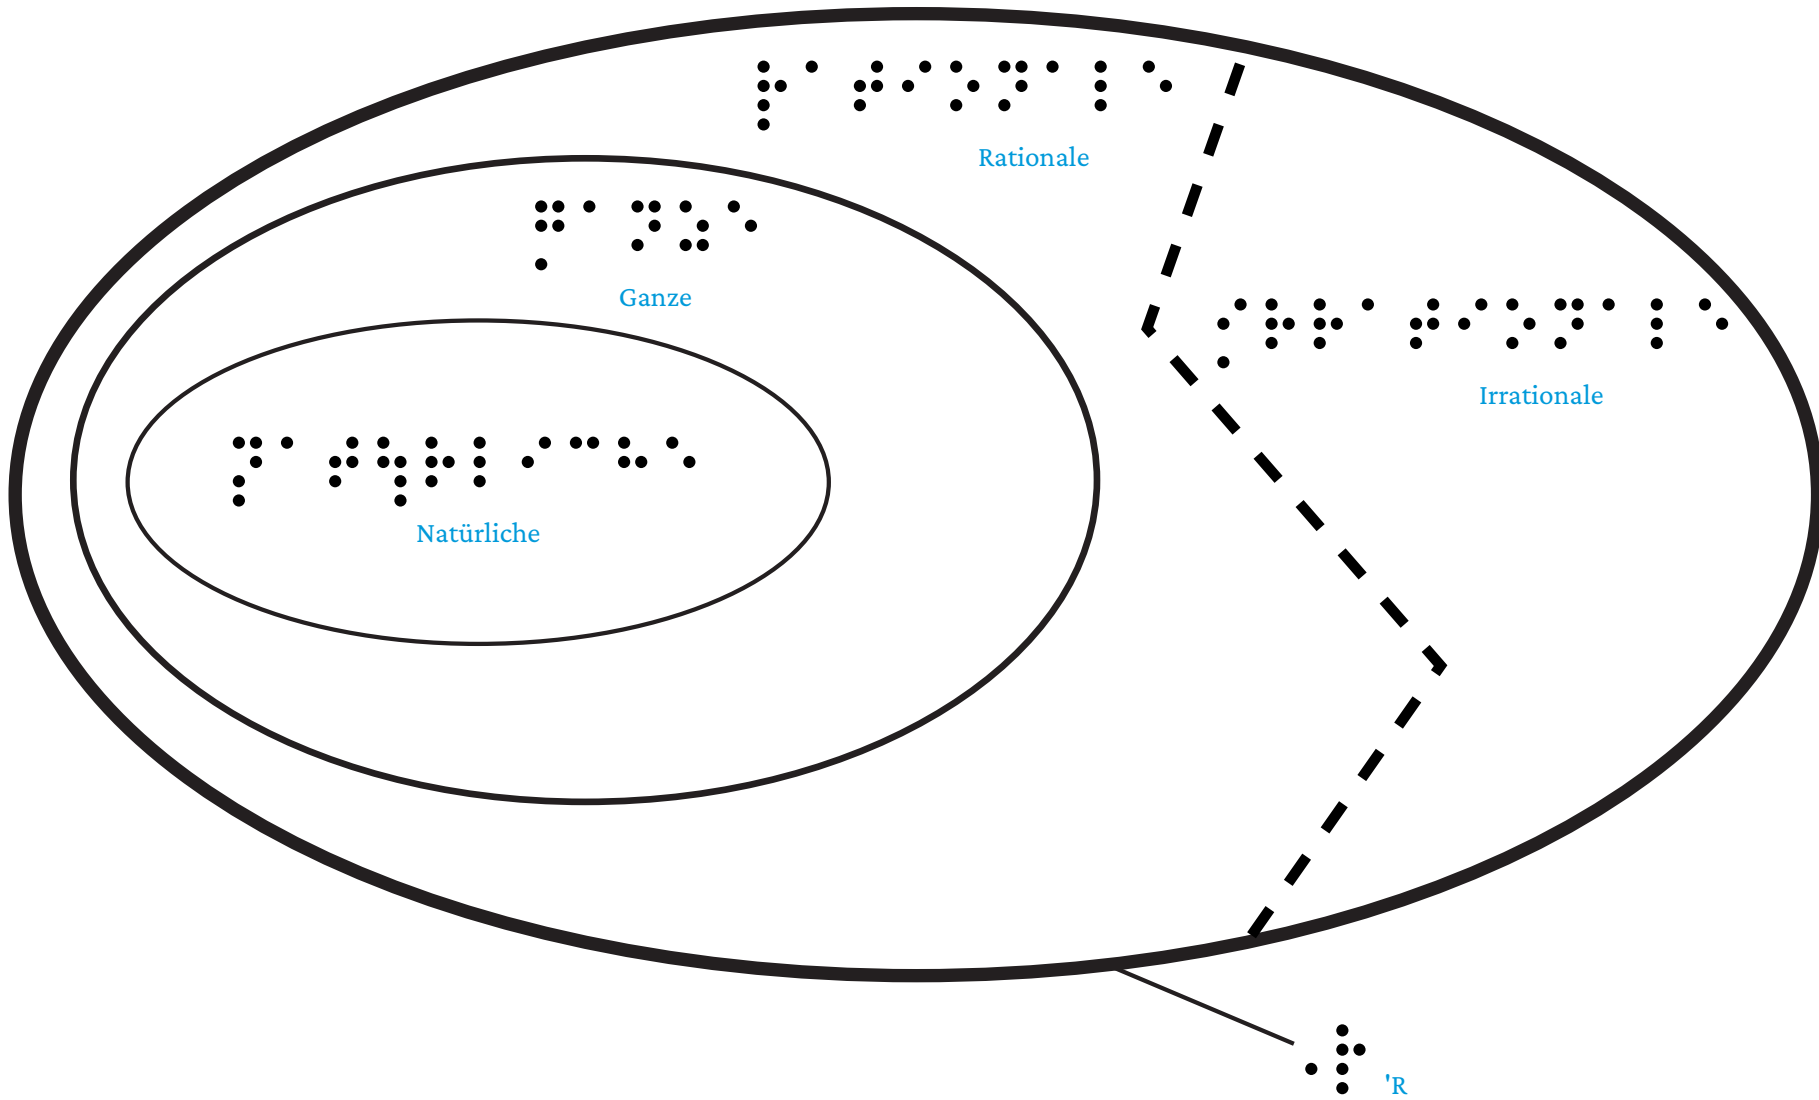 ⡗⠁⠞⠊⠕⠝⠁⠇⠑
Rationale
⡛⠁⠝⠵⠑
Ganze
⡊⠗⠗⠁⠞⠊⠕⠝⠁⠇⠑
Irrationale
⡝⠁⠞⢳⠗⠇⠊⠉⠓⠑
Natürliche
⠠⡗ 'R